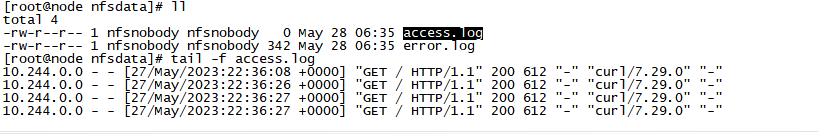 [root@node nfsdata]# ll
total 4
-rw-r--r-- 1 nfsnobody nfsnobody   0 May 28 06:35 access.log
-rw-r--r-- 1 nfsnobody nfsnobody 342 May 28 06:35 error.log
[root@node nfsdata]# tail -f access.log
10.244.0.0 - - [27/May/2023:22:36:08 +0000] "GET / HTTP/1.1" 200 612 "-" "curl/7.29.0" "-"
10.244.0.0 - - [27/May/2023:22:36:26 +0000] "GET / HTTP/1.1" 200 612 "-" "curl/7.29.0" "-"
10.244.0.0 - - [27/May/2023:22:36:27 +0000] "GET / HTTP/1.1" 200 612 "-" "curl/7.29.0" "-"
10.244.0.0 - - [27/May/2023:22:36:27 +0000] "GET / HTTP/1.1" 200 612 "-" "curl/7.29.0" "-"